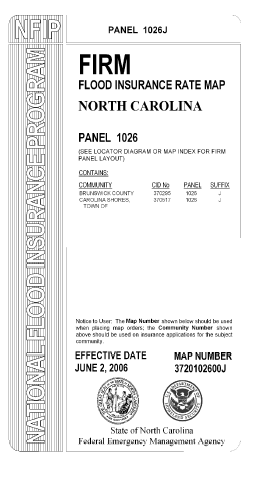 NFIP
PANEL 1026J
NATIONAL FLOOD INSURANCE PROGRAM
FIRM
FLOOD INSURANCE RATE MAP
NORTH CAROLINA
PANEL 1026
(SEE LOCATOR DIAGRAM OR MAP INDEX FOR FIRM
PANEL LAYOUT)
CONTAINS:
COMMUNITY CID No PANEL SUFFIX
BRUNSWICK COUNTY 370295 1026 J
CAROLINA SHORES, 370517 1026 J
TOWN OF
Notice to User: The Map Number shown below should be used
when placing map orders; the Community Number shown
above should be used on insurance applications for the subject
community.
EFFECTIVE DATE MAP NUMBER
JUNE 2, 2006 3720102600J
State of North Carolina
Federal Emergency Management Agency